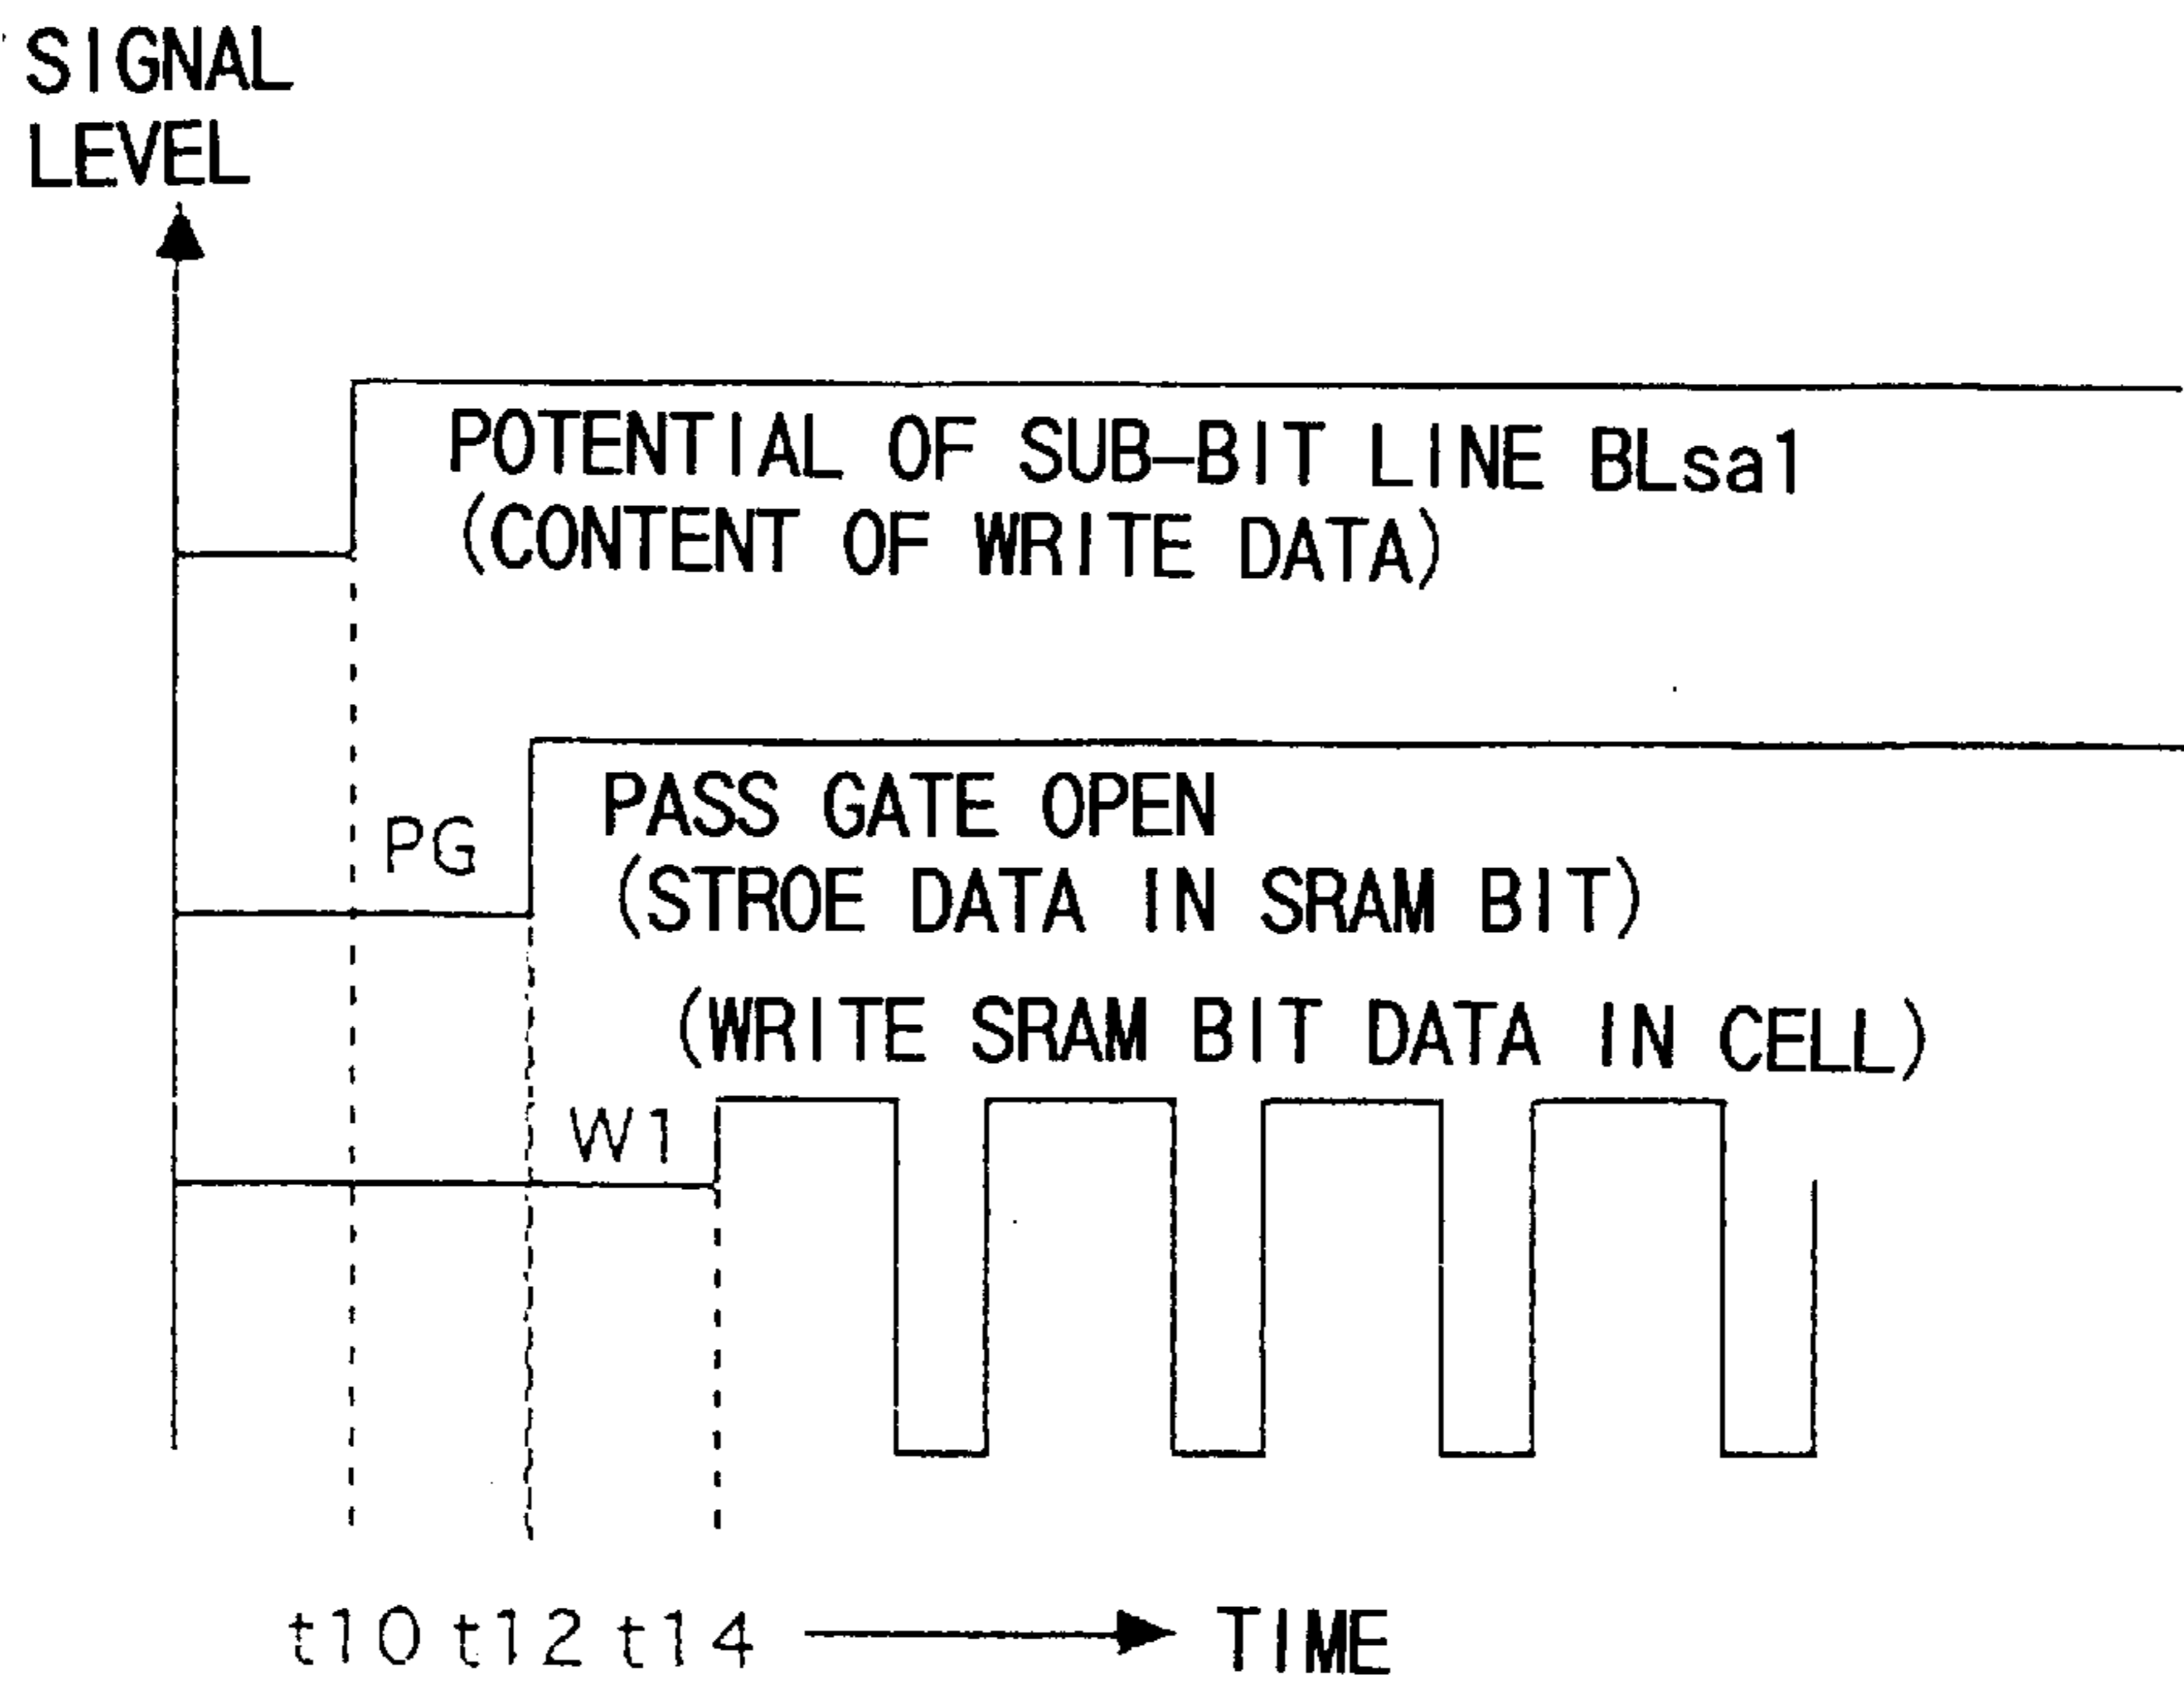 SIGNAL
LEVEL
POTENTIAL OF SUB-BIT LINE BLsa1
(CONTENT OF WRITE DATA)
PG
PASS GATE OPEN
(STROE DATA IN SRAM BIT)
(WRITE SRAM BIT DATA IN CELL)
W1
t10 t12 t14 TIME